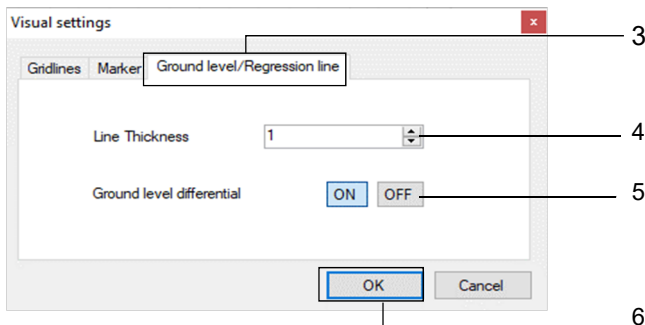 Visual settings x
3
Gridlines Marker Ground level/Regression line
Line Thickness 1
4
Ground level differential ON OFF
5
OK Cancel
6